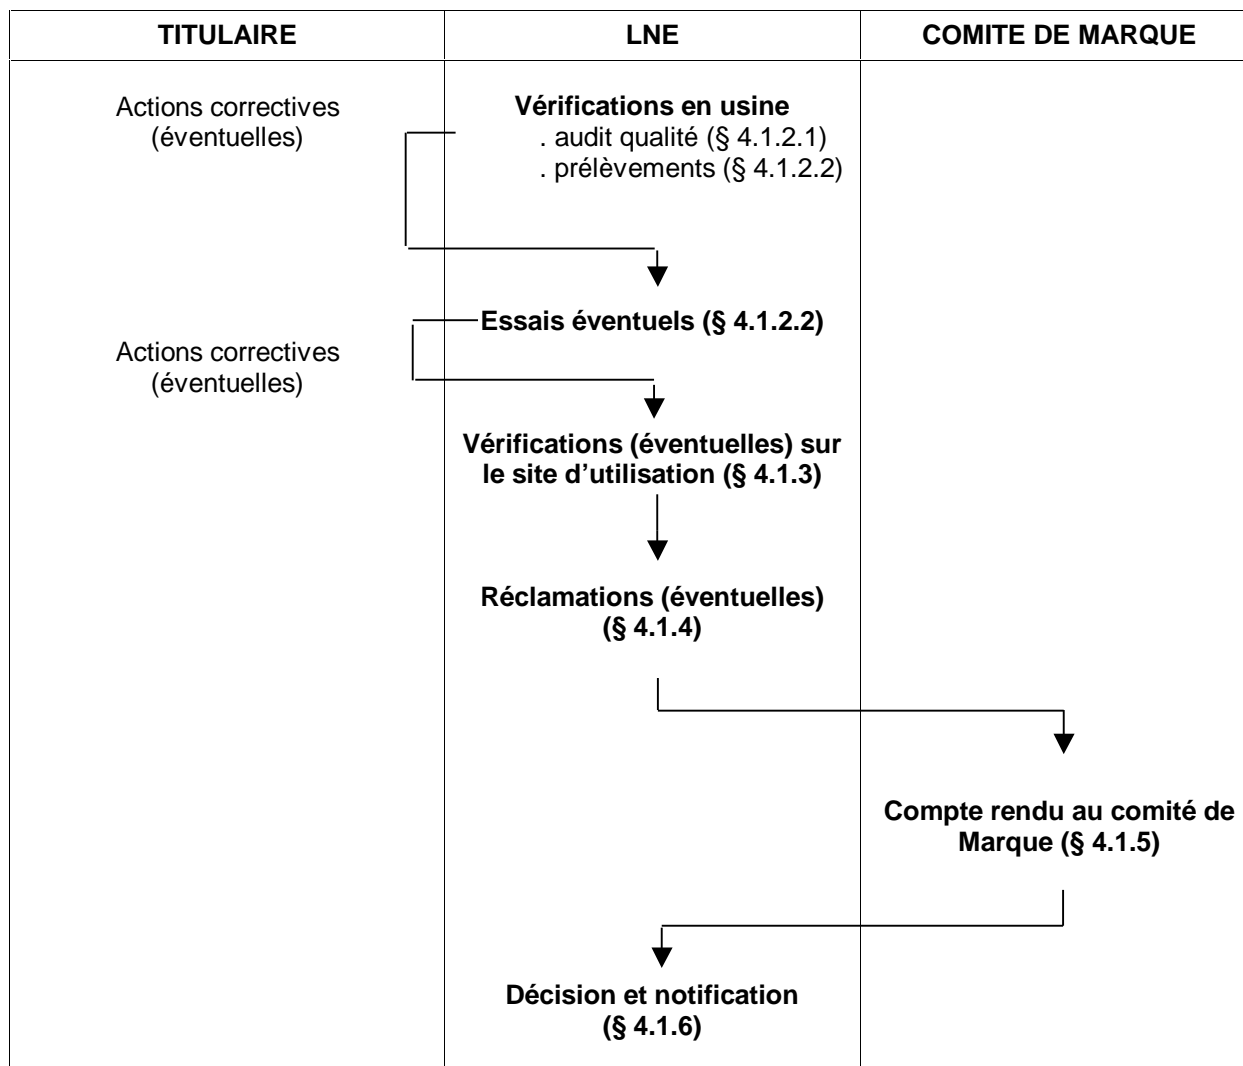 TITULAIRE
LNE
COMITE DE MARQUE
Actions correctives
(éventuelles)
Vérifications en usine
. audit qualité (§ 4.1.2.1)
. prélèvements (§ 4.1.2.2)
Essais éventuels (§ 4.1.2.2)
Actions correctives
(éventuelles)
Vérifications (éventuelles) sur
le site d’utilisation (§ 4.1.3)
Réclamations (éventuelles)
(§ 4.1.4)
Compte rendu au comité de
Marque (§ 4.1.5)
Décision et notification
(§ 4.1.6)